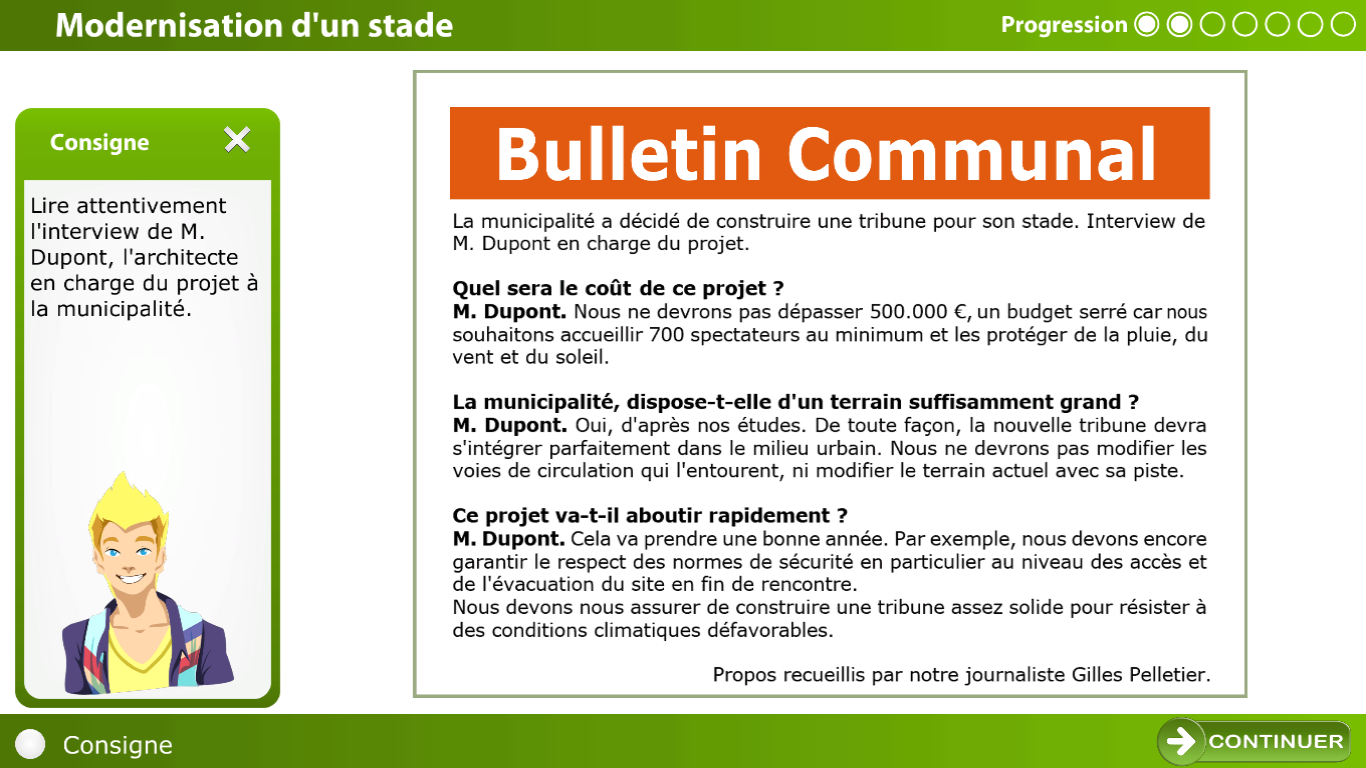 Modernisation d'un stade
Progression
Consigne
Lire attentivement
l'interview de M.
Dupont, l'architecte
en charge du projet à
la municipalité.
Bulletin Communal
La municipalité a décidé de construire une tribune pour son stade. Interview de
M. Dupont en charge du projet.
Quel sera le coût de ce projet ?
M. Dupont. Nous ne devrons pas dépasser 500.000 €, un budget serré car nous
souhaitons accueillir 700 spectateurs au minimum et les protéger de la pluie, du
vent et du soleil.
La municipalité, dispose-t-elle d'un terrain suffisamment grand ?
M. Dupont. Oui, d'après nos études. De toute façon, la nouvelle tribune devra
s'intégrer parfaitement dans le milieu urbain. Nous ne devrons pas modifier les
voies de circulation qui l'entourent, ni modifier le terrain actuel avec sa piste.
Ce projet va-t-il aboutir rapidement ?
M. Dupont. Cela va prendre une bonne année. Par exemple, nous devons encore
garantir le respect des normes de sécurité en particulier au niveau des accès et
de l'évacuation du site en fin de rencontre.
Nous devons nous assurer de construire une tribune assez solide pour résister à
des conditions climatiques défavorables.
Propos recueillis par notre journaliste Gilles Pelletier.
Consigne
CONTINUER